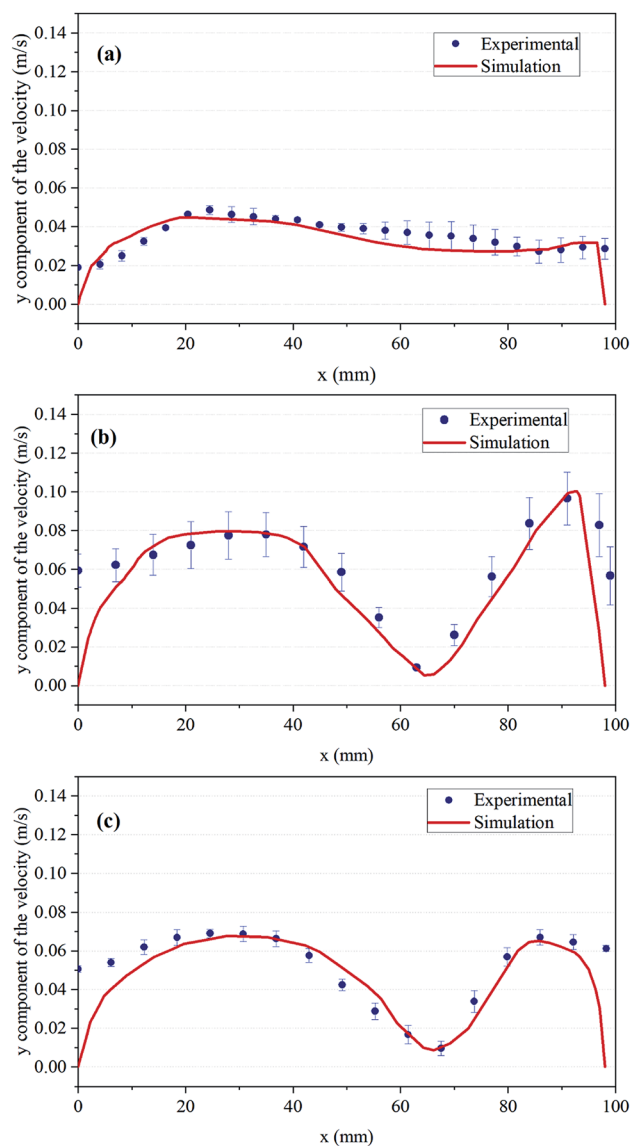 0.14
0.12
0.10
0.08
0.06
0.04
0.02
0.00
y component of the velocity (m/s)
(a)
Experimental
Simulation
0 20 40 60 80 100
x (mm)
0.14
0.12
0.10
0.08
0.06
0.04
0.02
0.00
y component of the velocity (m/s)
(b)
Experimental
Simulation
0 20 40 60 80 100
x (mm)
0.14
0.12
0.10
0.08
0.06
0.04
0.02
0.00
y component of the velocity (m/s)
(c)
Experimental
Simulation
0 20 40 60 80 100
x (mm)